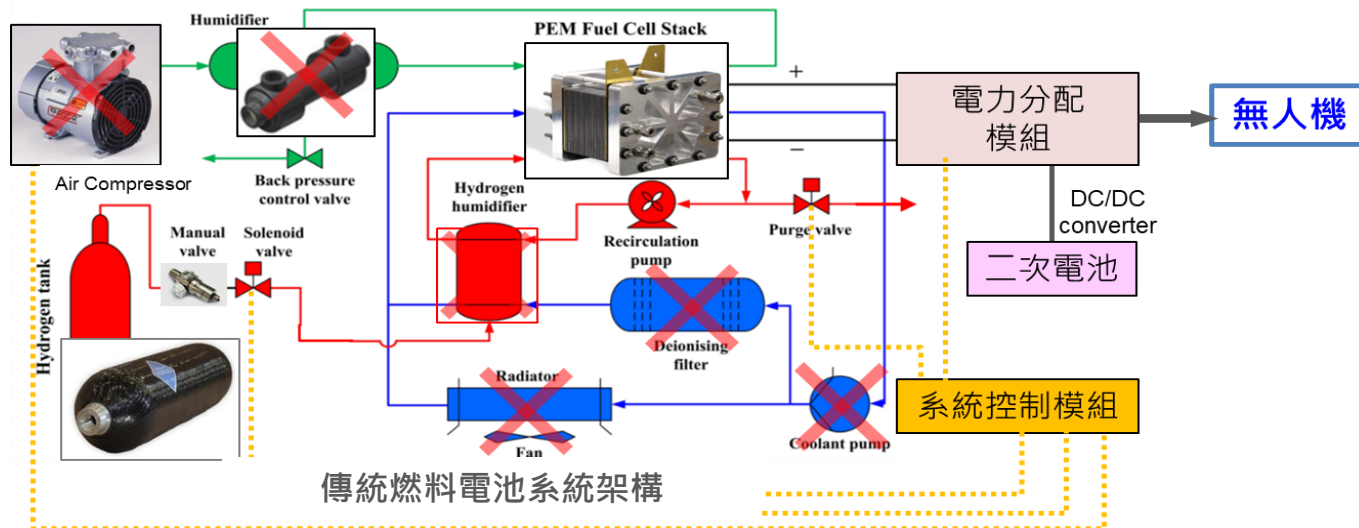 Humidifier
PEM Fuel Cell Stack
+
電力分配
模組
無人機
−
Air Compressor
Back pressure
control valve
Hydrogen
humidifier
DC/DC
converter
Manual
valve
Solenoid
valve
Recirculation
pump
Purge valve
二次電池
Hydrogen tank
Deionising
filter
Radiator
系統控制模組
Coolant pump
Fan
傳統燃料電池系統架構